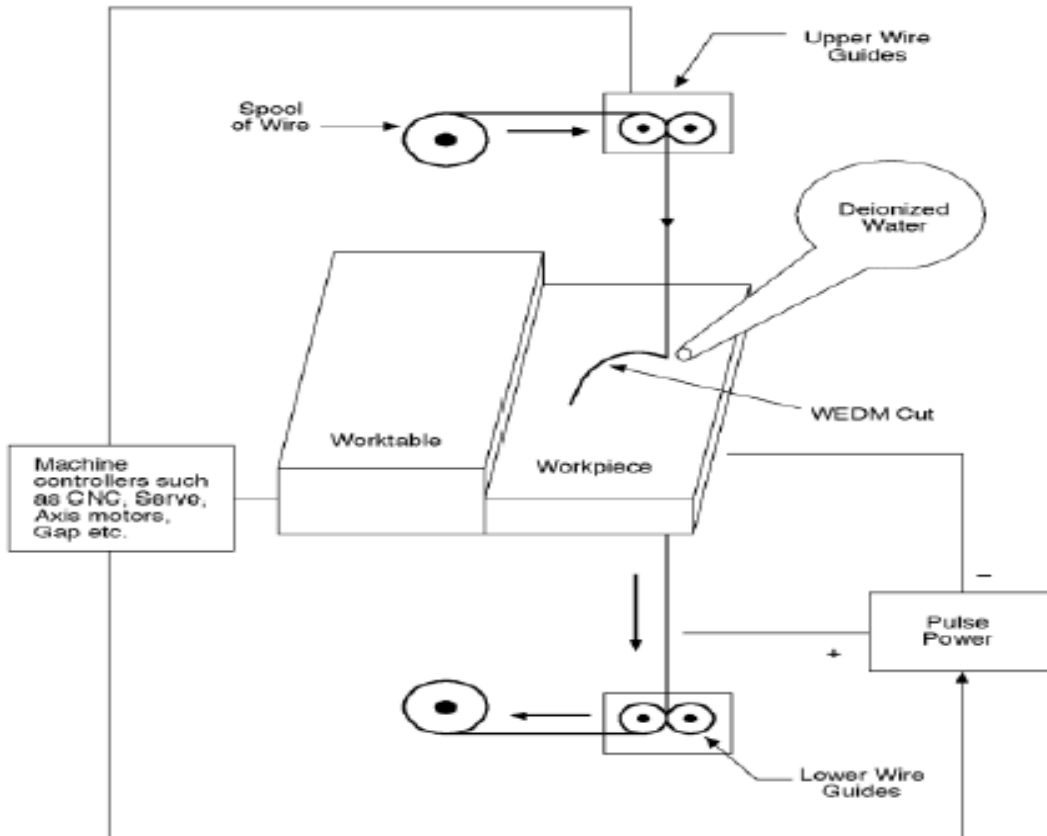 Upper Wire
Guides
Spool
of Wire
Deionized
Water
WEDM Cut
Worktable
Workpiece
Machine
controllers such
as CNC, Serve,
Axis motors,
Gap etc.
−
Pulse
Power
+
Lower Wire
Guides